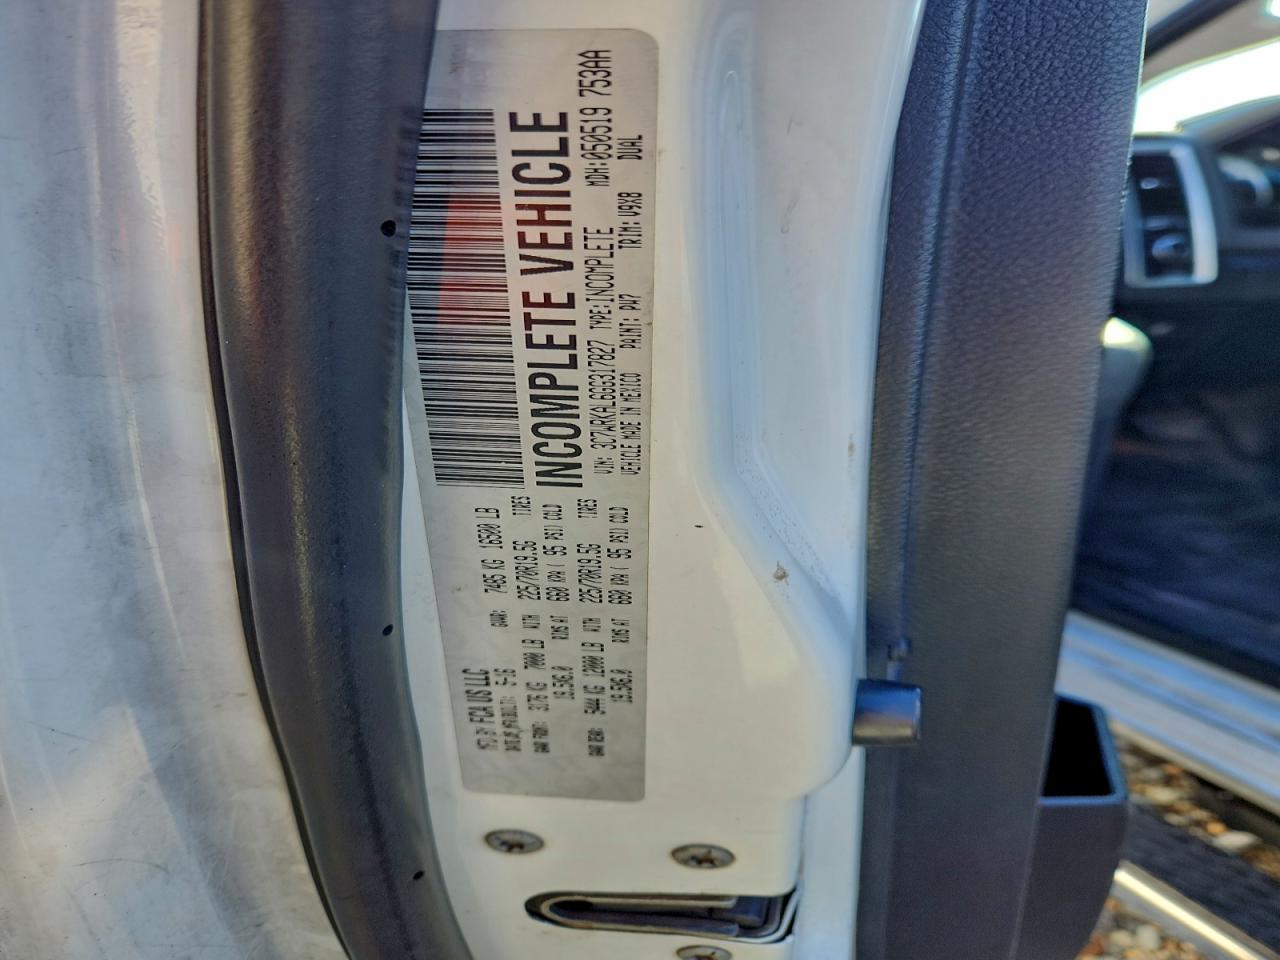 MFD BY FCA US LLC
DATE OF MFR.(BUILT): 5-16 GVWR: 7485 KG 16500 LB
GAWR FRONT: 3176 KG 7000 LB WITH 225/70R19.5G TIRES
19.5X6.0 RIMS AT 660 KPA ( 95 PSI) COLD
GAWR REAR: 5444 KG 12000 LB WITH 225/70R19.5G TIRES
19.5X6.0 RIMS AT 660 KPA ( 95 PSI) COLD
INCOMPLETE VEHICLE
VIN: 3C7WRKAL6GG317827 TYPE:INCOMPLETE MDH:050519 753AA
VEHICLE MADE IN MEXICO PAINT: PW7 TRIM: V9X8 DUAL